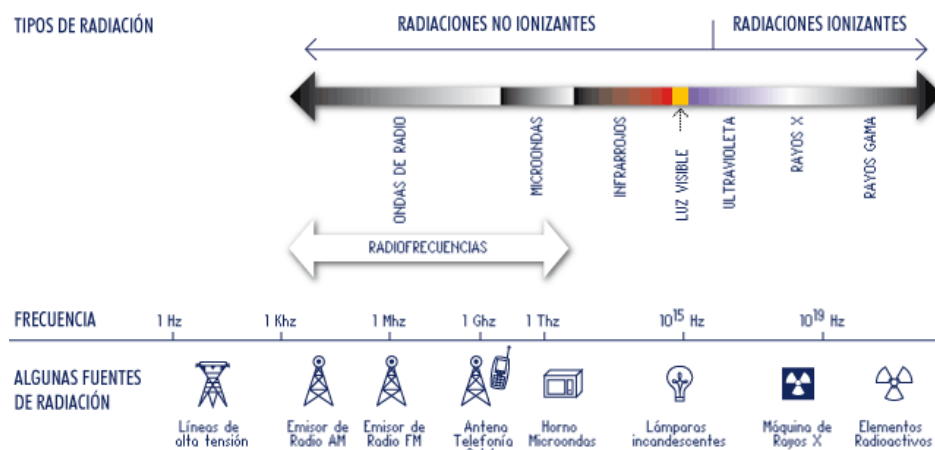 TIPOS DE RADIACIÓN
RADIACIONES NO IONIZANTES
RADIACIONES IONIZANTES
ONDAS DE RADIO
MICROONDAS
INFRARROJOS
LUZ VISIBLE
ULTRAVIOLETA
RAYOS X
RAYOS GAMA
RADIOFRECUENCIAS
FRECUENCIA
1 Hz
1 Khz
1 Mhz
1 Ghz
1 Thz
10¹⁵ Hz
10¹⁹ Hz
ALGUNAS FUENTES
DE RADIACIÓN
Líneas de
alta tensión
Emisor de
Radio AM
Emisor de
Radio FM
Antena
Telefonía
Horno
Microondas
Lámparas
incandescentes
Máquina de
Rayos X
Elementos
Radioactivos